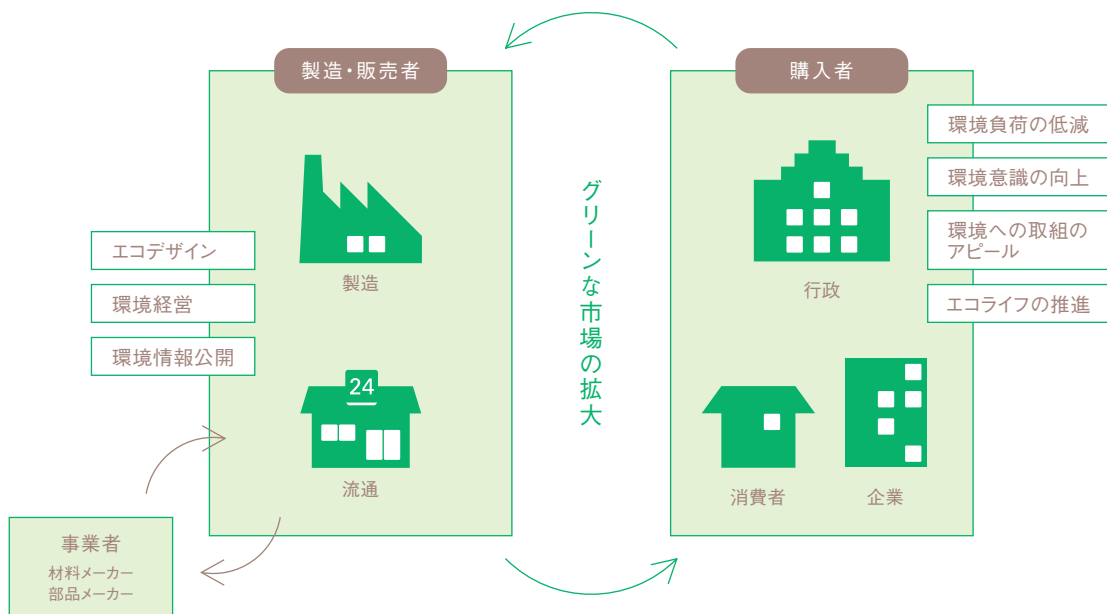 製造・販売者
エコデザイン
環境経営
環境情報公開
製造
24
流通
事業者
材料メーカー
部品メーカー
グリーンな市場の拡大
購入者
環境負荷の低減
環境意識の向上
環境への取組の
アピール
エコライフの推進
行政
消費者
企業